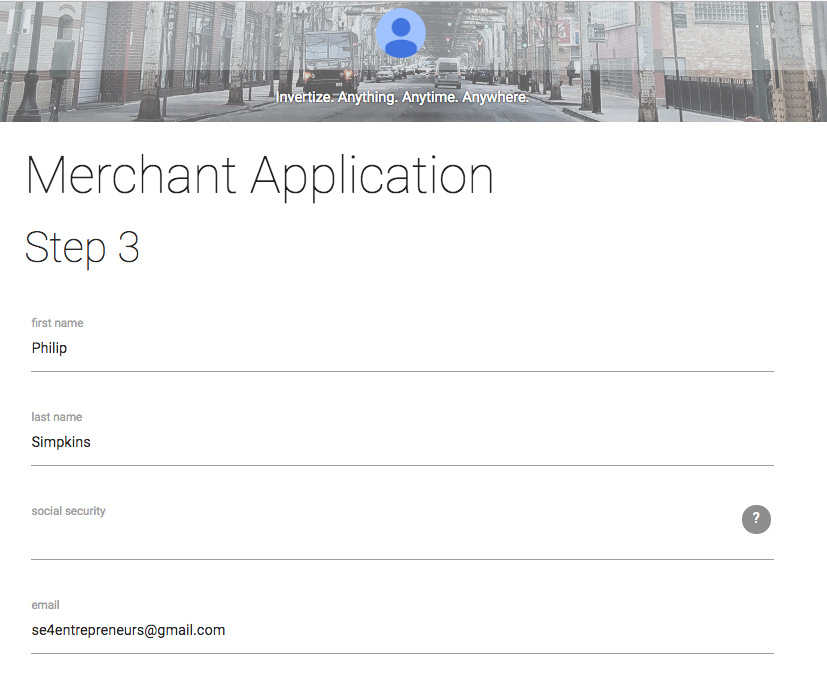 Invertize. Anything. Anytime. Anywhere.
Merchant Application
Step 3
first name
Philip
last name
Simpkins
social security
?
email
se4entrepreneurs@gmail.com